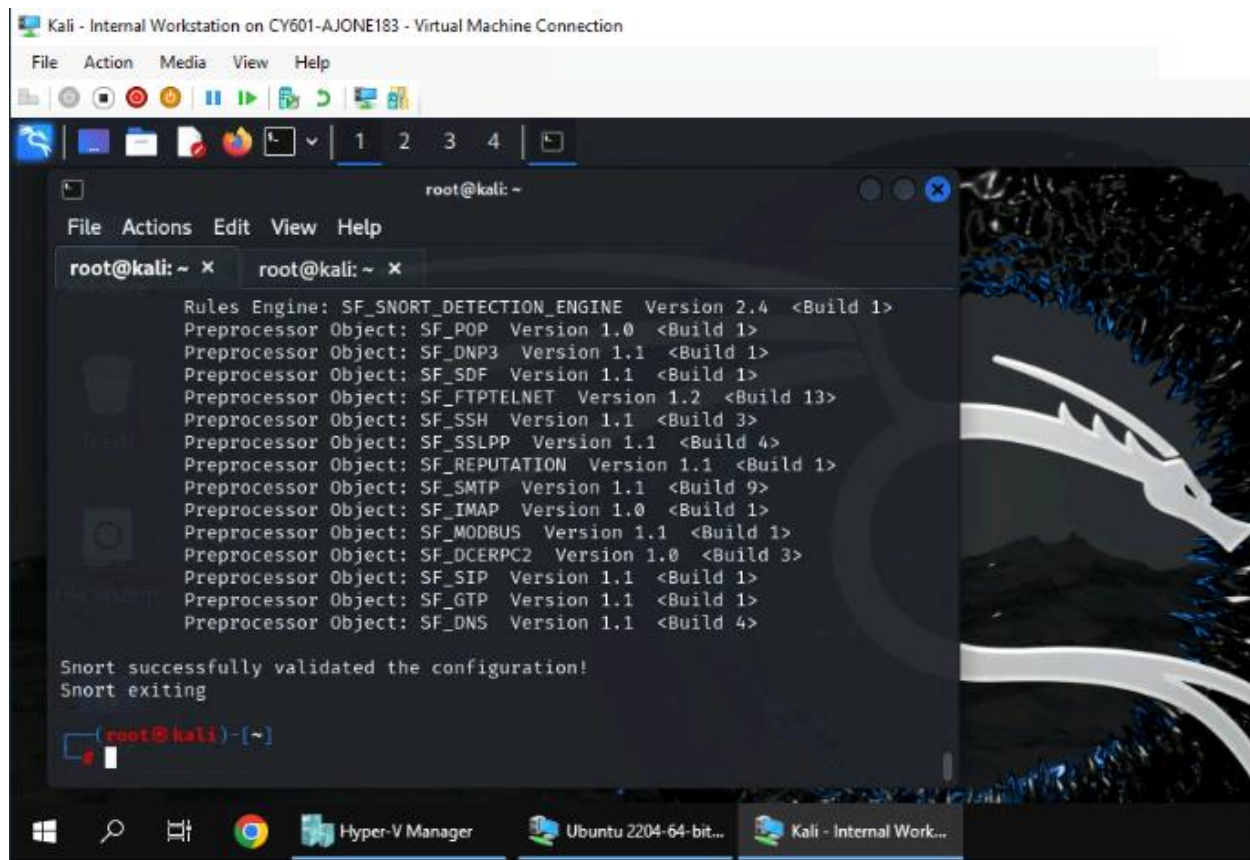 Kali - Internal Workstation on CY601-AJONE183 - Virtual Machine Connection
File Action Media View Help
1 2 3 4
root@kali: ~
File Actions Edit View Help
root@kali: ~ × root@kali: ~ ×
Rules Engine: SF_SNORT_DETECTION_ENGINE Version 2.4 <Build 1>
Preprocessor Object: SF_POP Version 1.0 <Build 1>
Preprocessor Object: SF_DNP3 Version 1.1 <Build 1>
Preprocessor Object: SF_SDF Version 1.1 <Build 1>
Preprocessor Object: SF_FTPTELNET Version 1.2 <Build 13>
Preprocessor Object: SF_SSH Version 1.1 <Build 3>
Preprocessor Object: SF_SSLPP Version 1.1 <Build 4>
Preprocessor Object: SF_REPUTATION Version 1.1 <Build 1>
Preprocessor Object: SF_SMTP Version 1.1 <Build 9>
Preprocessor Object: SF_IMAP Version 1.0 <Build 1>
Preprocessor Object: SF_MODBUS Version 1.1 <Build 1>
Preprocessor Object: SF_DCERPC2 Version 1.0 <Build 3>
Preprocessor Object: SF_SIP Version 1.1 <Build 1>
Preprocessor Object: SF_GTP Version 1.1 <Build 1>
Preprocessor Object: SF_DNS Version 1.1 <Build 4>
Snort successfully validated the configuration!
Snort exiting
(root㉿kali)-[~]
#
Hyper-V Manager Ubuntu 2204-64-bit... Kali - Internal Work...